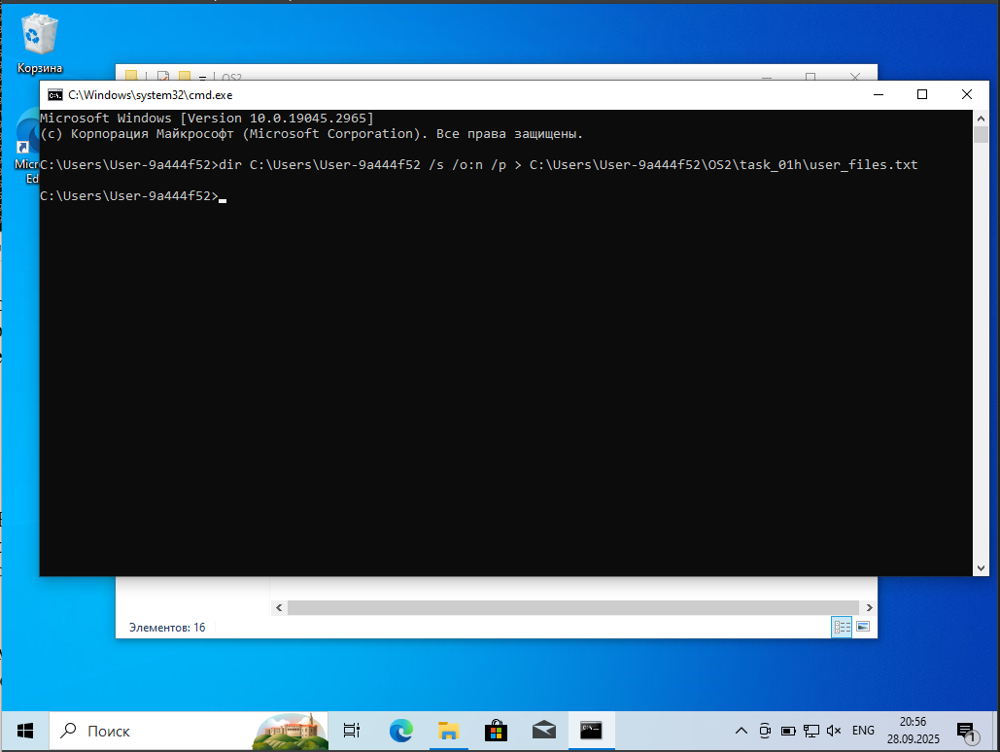 Корзина
OS2
C:\Windows\system32\cmd.exe
Microsoft Windows [Version 10.0.19045.2965]
(c) Корпорация Майкрософт (Microsoft Corporation). Все права защищены.
C:\Users\User-9a444f52>dir C:\Users\User-9a444f52 /s /o:n /p > C:\Users\User-9a444f52\OS2\task_01h\user_files.txt
C:\Users\User-9a444f52>
Micr
Ed
Элементов: 16
Поиск
ENG
20:56
28.09.2025
1